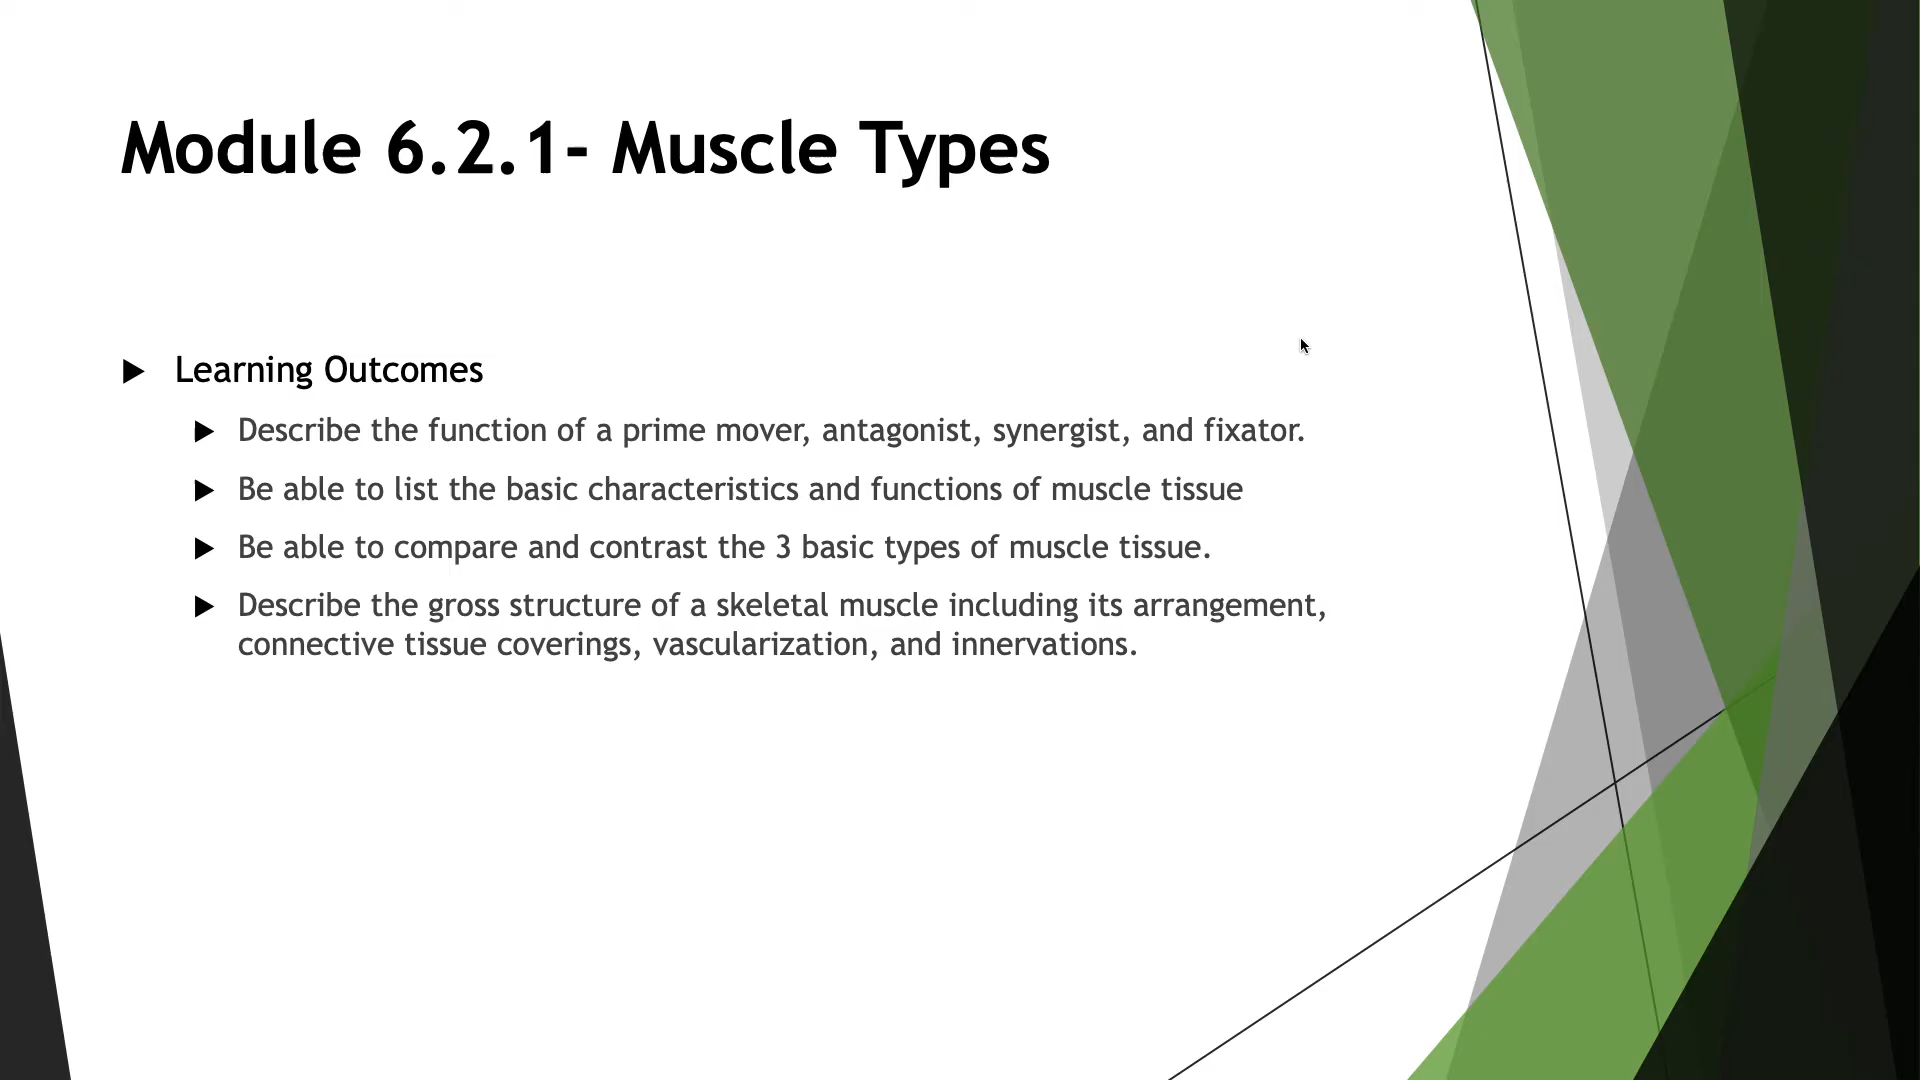 Module 6.2.1- Muscle Types
Learning Outcomes
Describe the function of a prime mover, antagonist, synergist, and fixator.
Be able to list the basic characteristics and functions of muscle tissue
Be able to compare and contrast the 3 basic types of muscle tissue.
Describe the gross structure of a skeletal muscle including its arrangement,
connective tissue coverings, vascularization, and innervations.